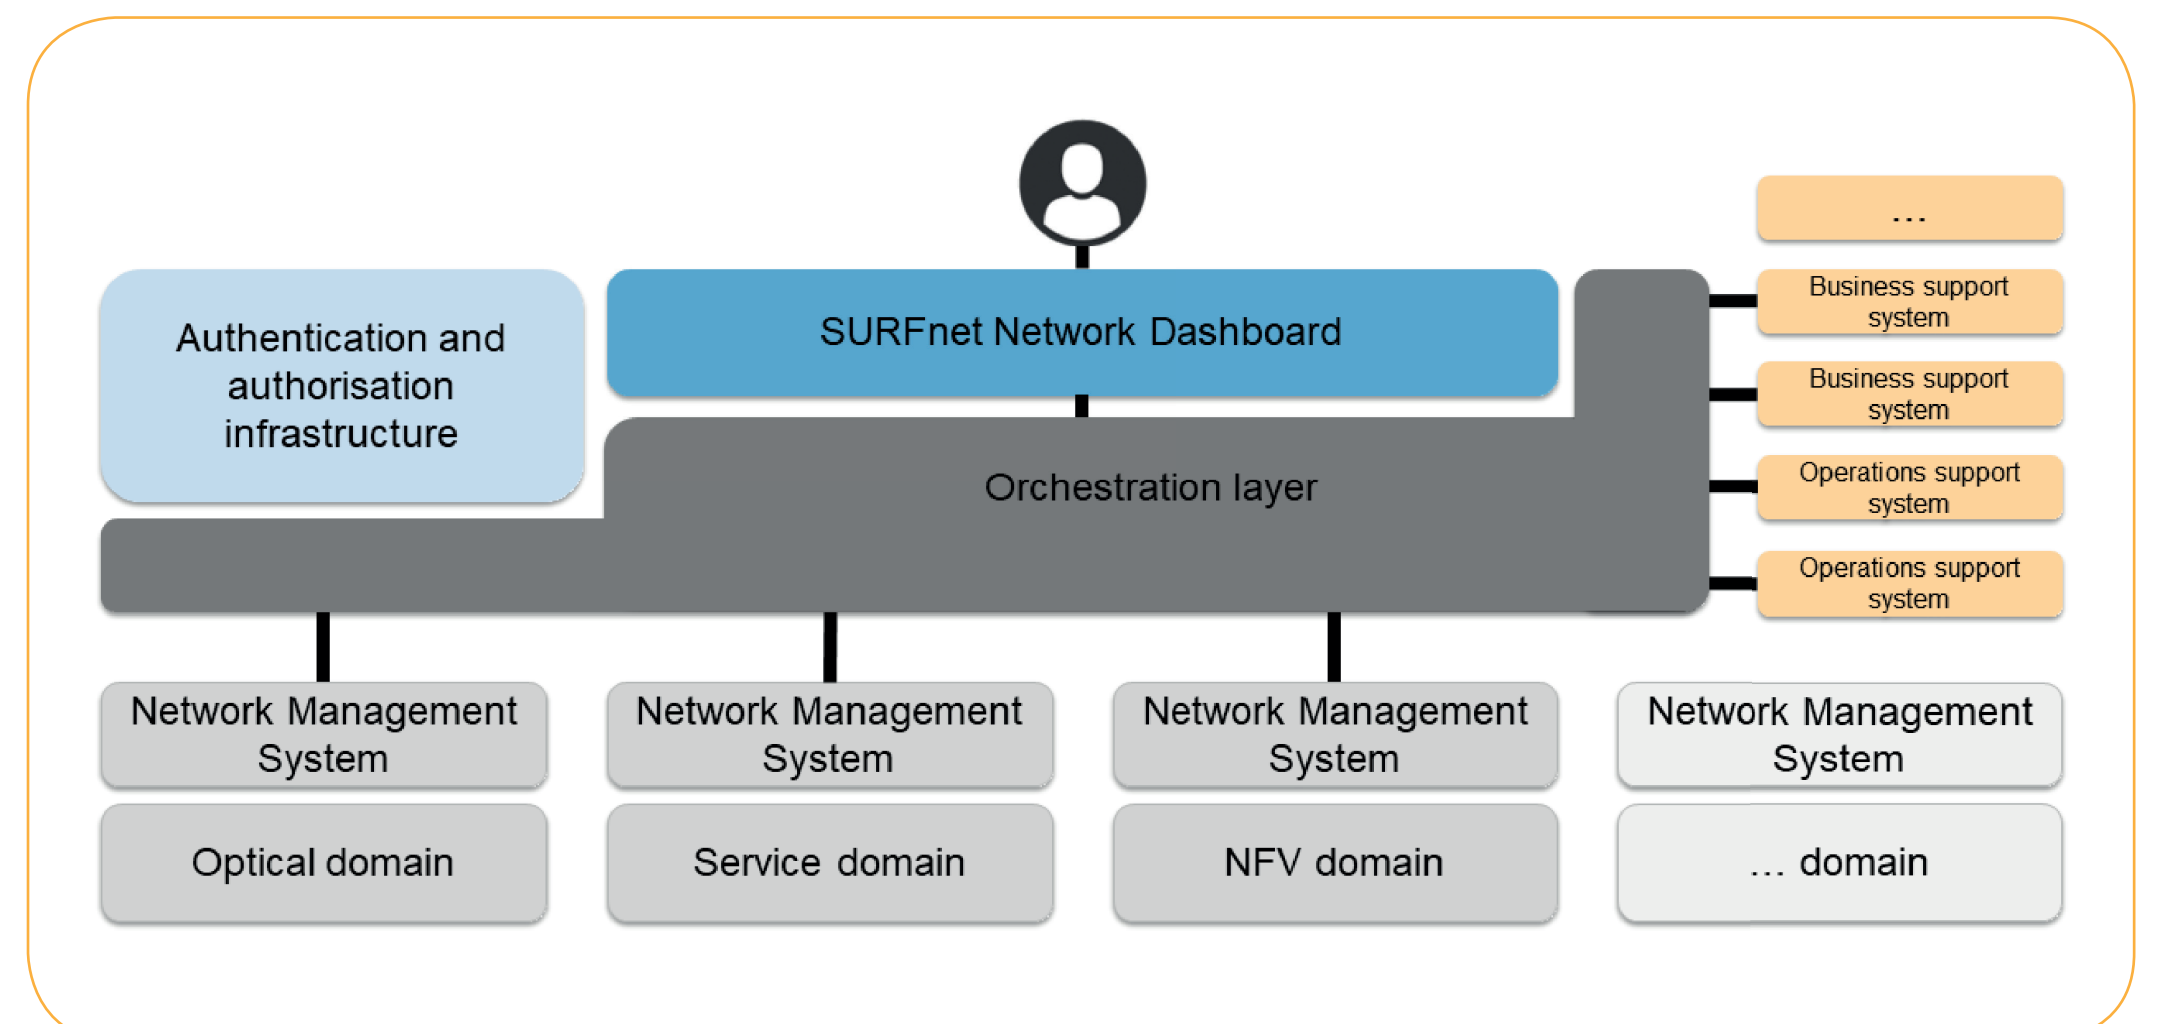 …
Business support
system
Authentication and
authorisation
infrastructure
SURFnet Network Dashboard
Business support
system
Orchestration layer
Operations support
system
Operations support
system
Network Management
System
Network Management
System
Network Management
System
Network Management
System
Optical domain
Service domain
NFV domain
… domain